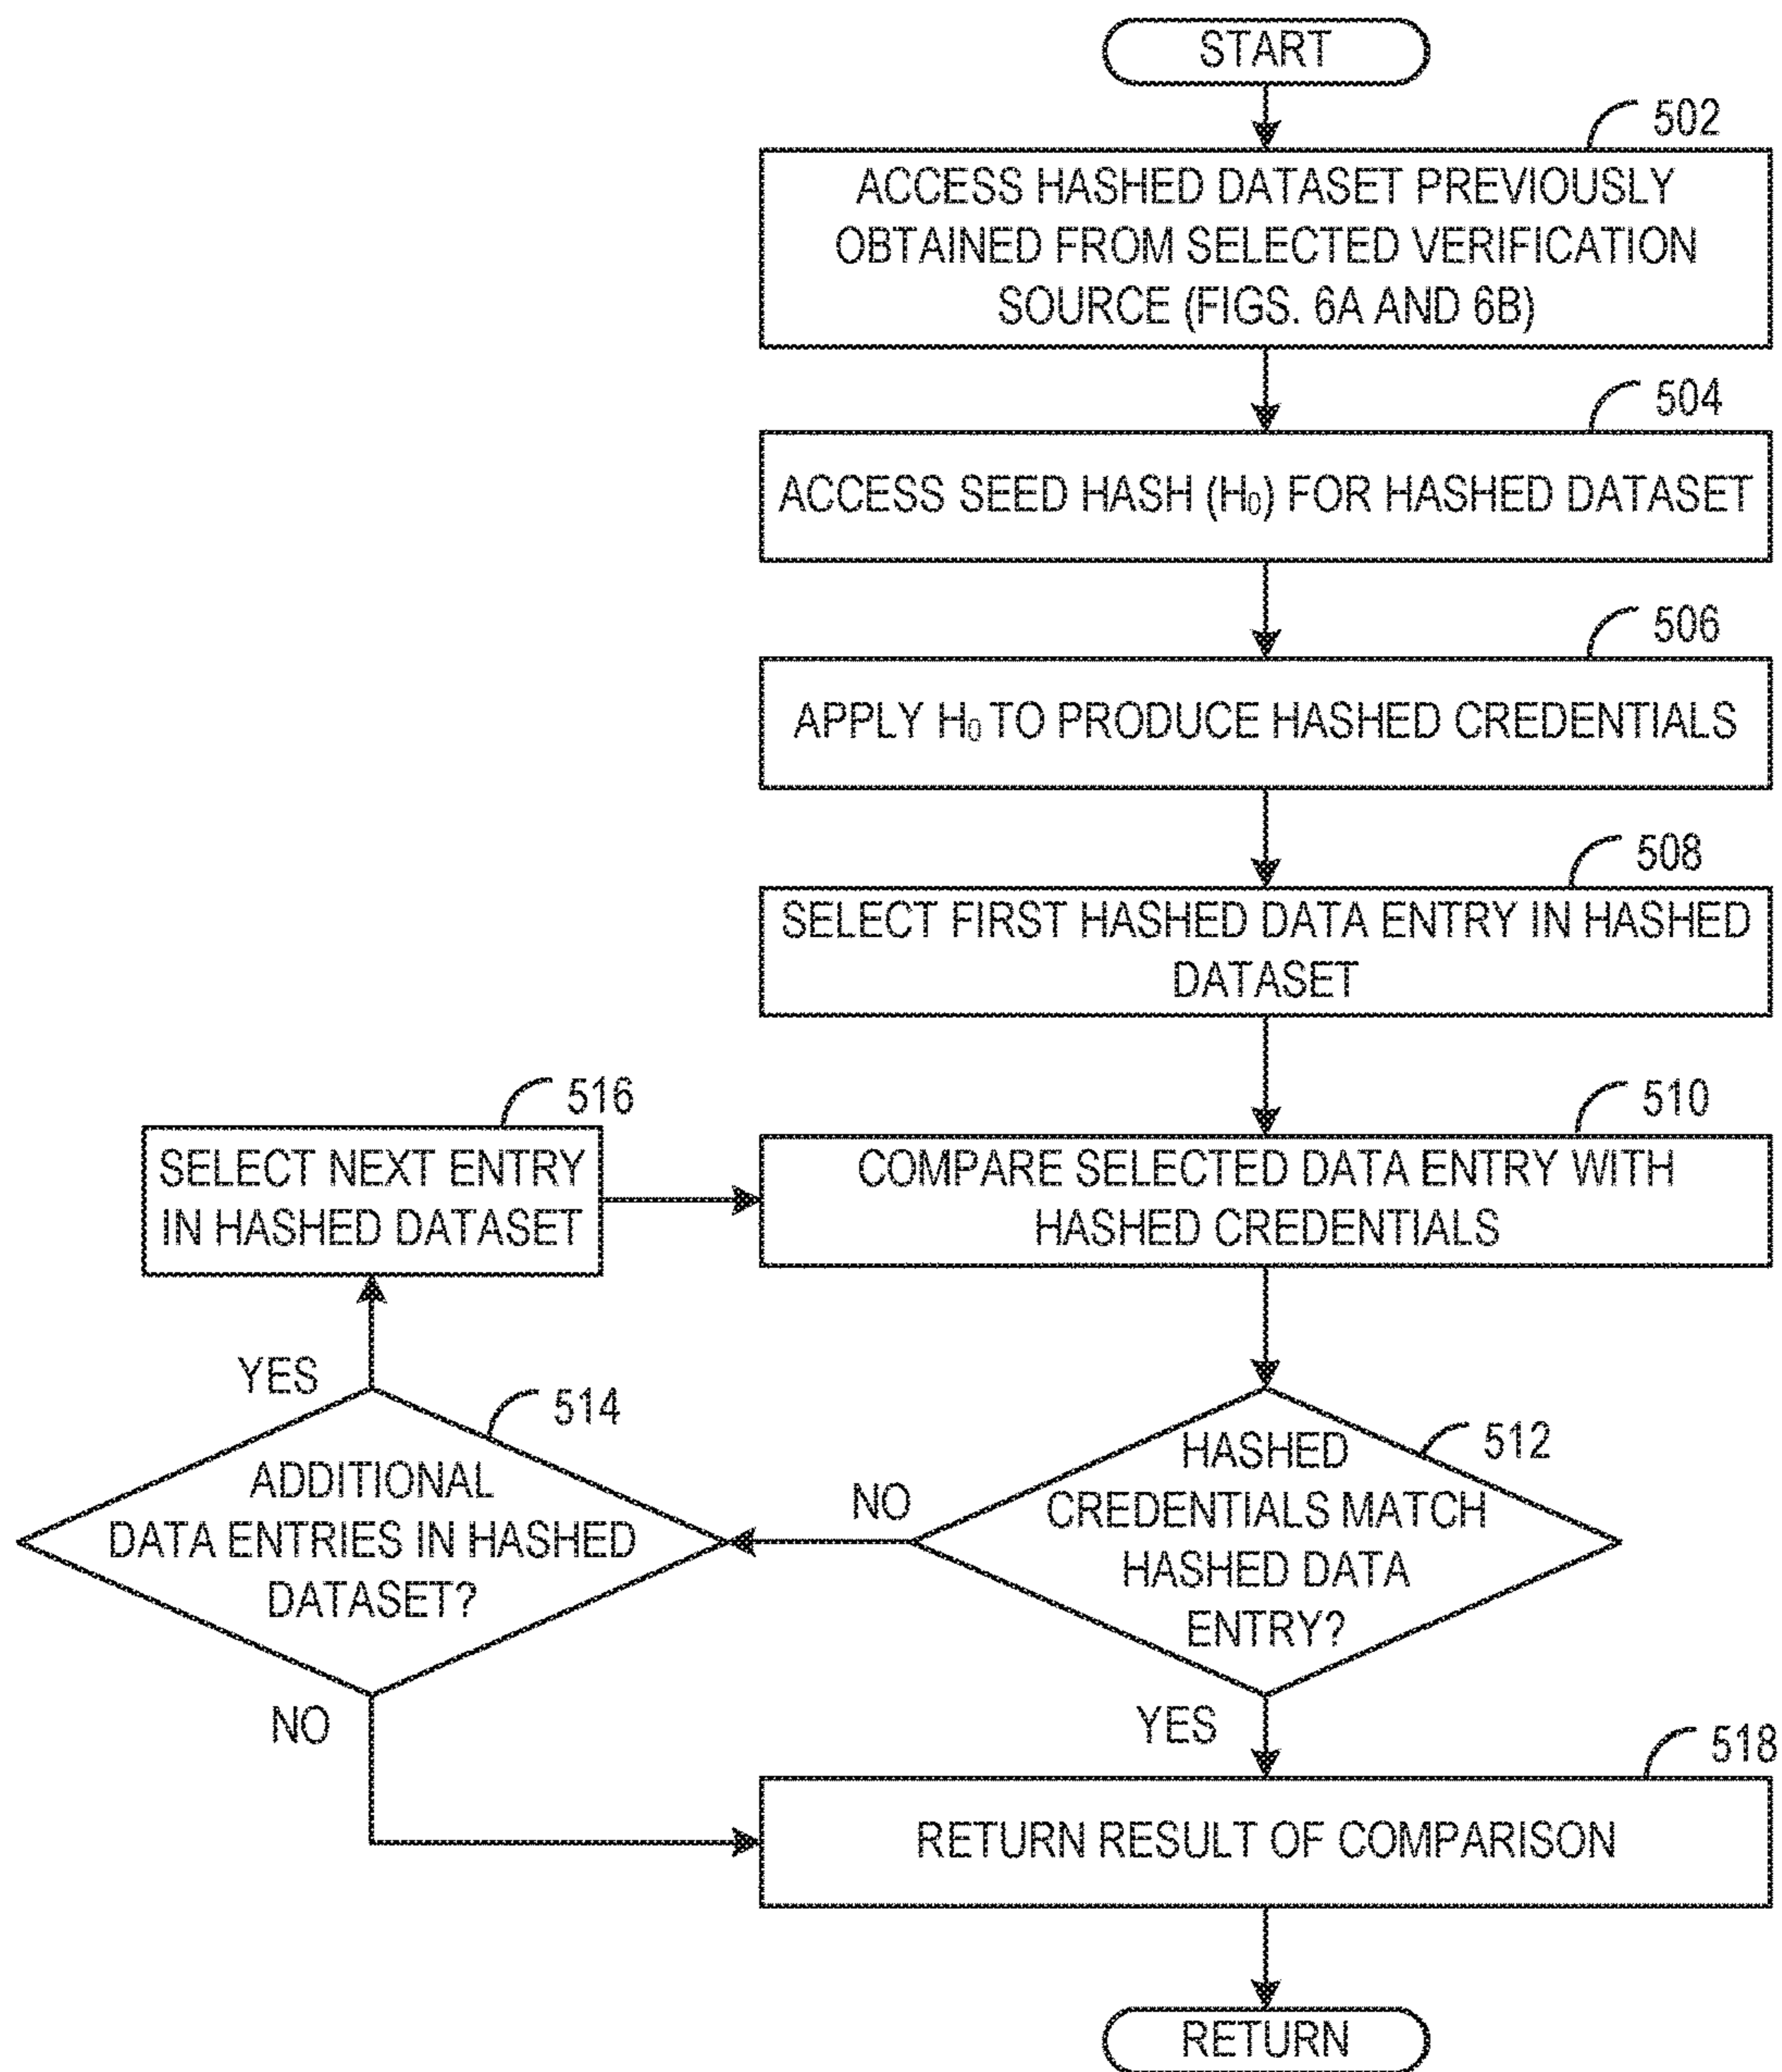 START
502
ACCESS HASHED DATASET PREVIOUSLY
OBTAINED FROM SELECTED VERIFICATION
SOURCE (FIGS. 6A AND 6B)
504
ACCESS SEED HASH (H₀) FOR HASHED DATASET
506
APPLY H₀ TO PRODUCE HASHED CREDENTIALS
508
SELECT FIRST HASHED DATA ENTRY IN HASHED
DATASET
516
SELECT NEXT ENTRY
IN HASHED DATASET
510
COMPARE SELECTED DATA ENTRY WITH
HASHED CREDENTIALS
YES
514
ADDITIONAL
DATA ENTRIES IN HASHED
DATASET?
NO
512
HASHED
CREDENTIALS MATCH
HASHED DATA
ENTRY?
NO
YES
518
RETURN RESULT OF COMPARISON
RETURN